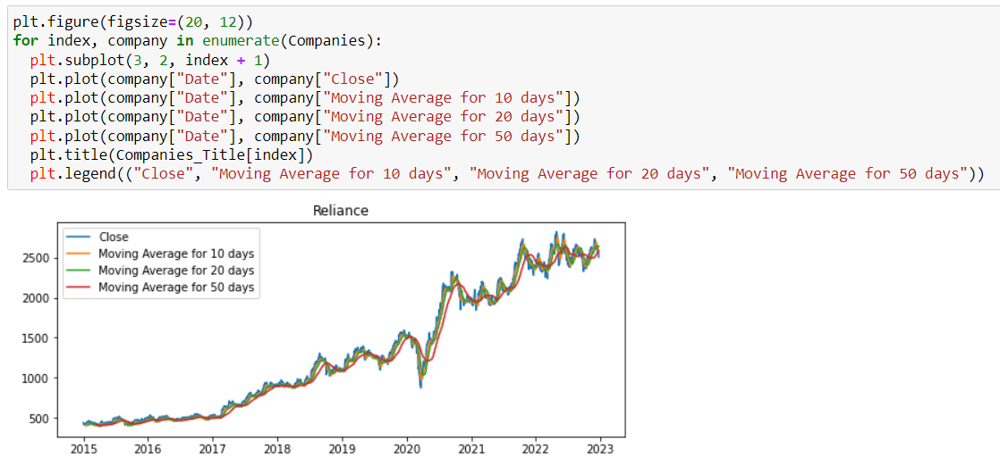 plt.figure(figsize=(20, 12))
for index, company in enumerate(Companies):
  plt.subplot(3, 2, index + 1)
  plt.plot(company["Date"], company["Close"])
  plt.plot(company["Date"], company["Moving Average for 10 days"])
  plt.plot(company["Date"], company["Moving Average for 20 days"])
  plt.plot(company["Date"], company["Moving Average for 50 days"])
  plt.title(Companies_Title[index])
  plt.legend(("Close", "Moving Average for 10 days", "Moving Average for 20 days", "Moving Average for 50 days"))
Reliance
Close
Moving Average for 10 days
Moving Average for 20 days
Moving Average for 50 days
2500
2000
1500
1000
500
2015 2016 2017 2018 2019 2020 2021 2022 2023